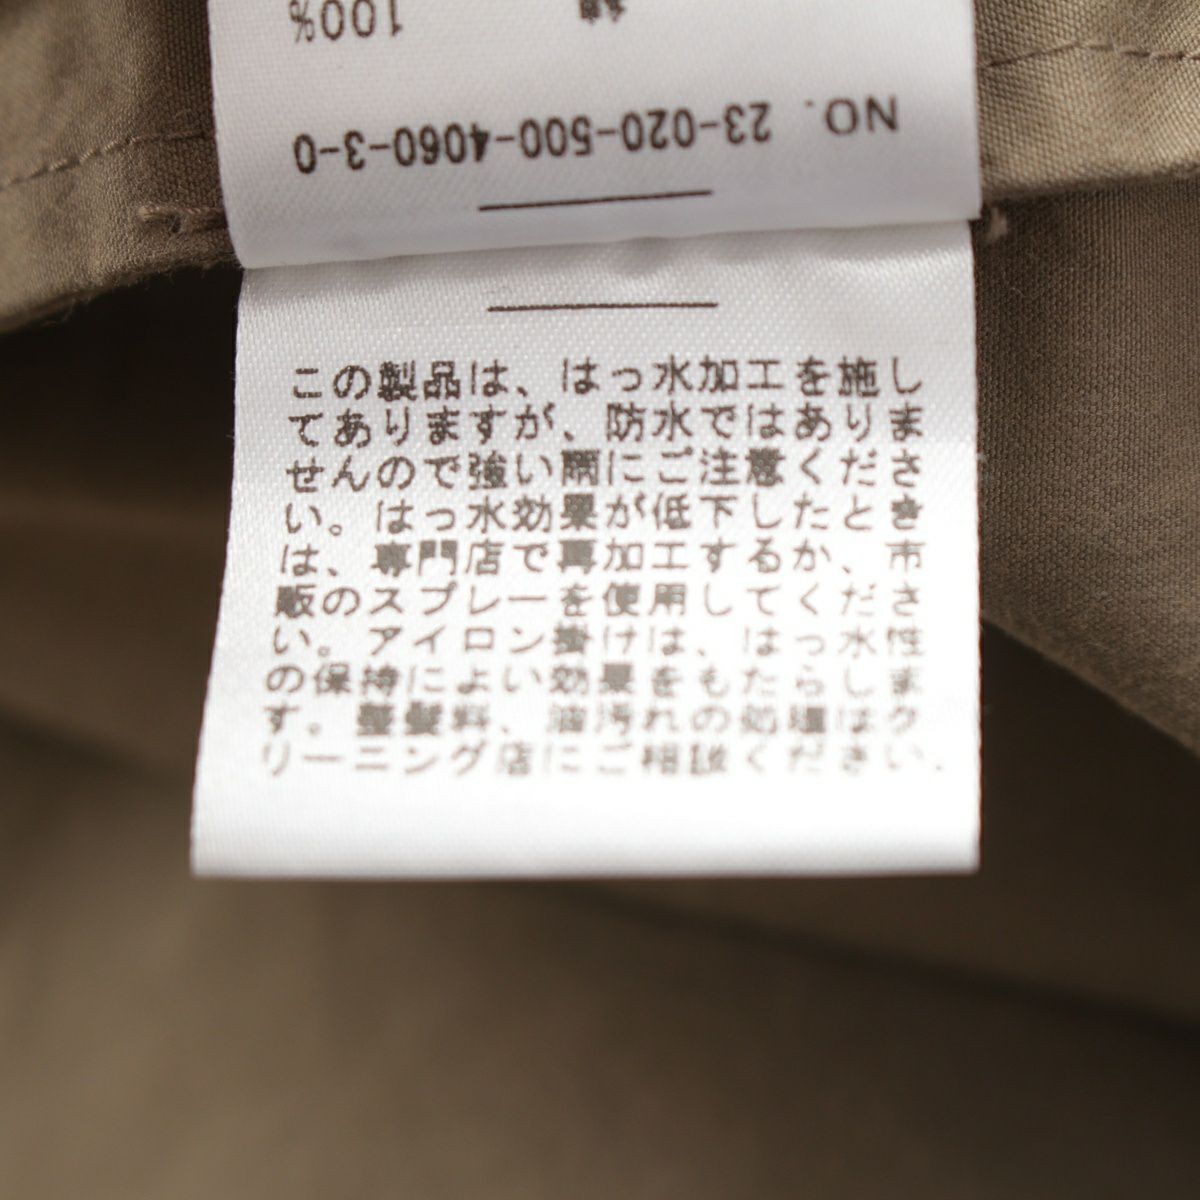 100%
NO. 23-020-500-4060-3-0
この製品は、はっ水加工を施し
てありますが、防水ではありま
せんので強い雨にご注意くださ
い。はっ水効果が低下したとき
は、専門店で再加工するか、市
販のスプレーを使用してくださ
い。アイロン掛けは、はっ水性
の保持によい効果をもたらしま
す。整髪料、油汚れの処理はク
リーニング店にご相談ください.